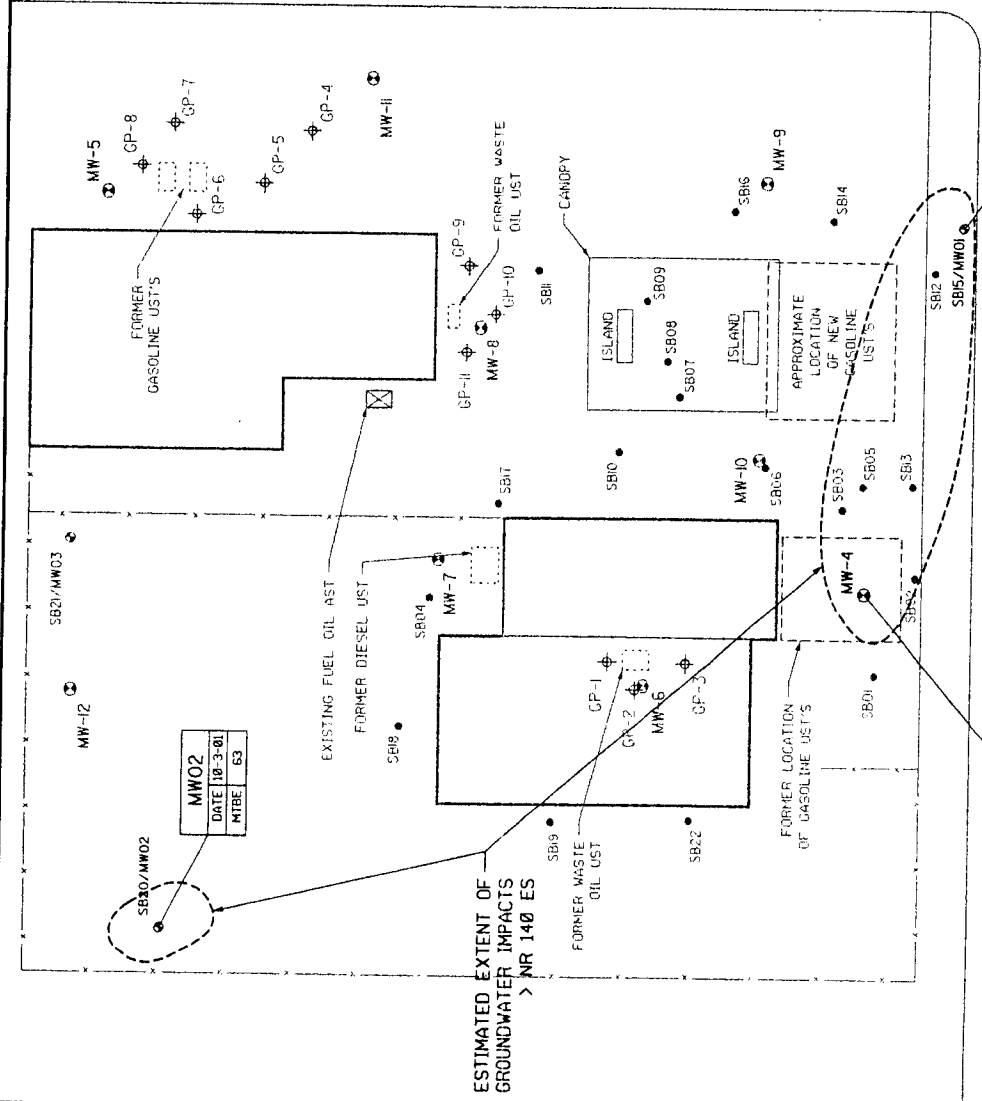 MW-5
GP-8
GP-7
GP-6
GP-5
GP-4
MW-11
FORMER
GASOLINE UST'S
GP-9
FORMER WASTE
OIL UST
GP-10
GP-11
MW-8
SB11
CANOPY
ISLAND
SB09
SB08
SB07
ISLAND
SB16
MW-9
SB14
APPROXIMATE
LOCATION
OF NEW
GASOLINE
UST'S
SB12
SB15/MW01
SB17
SB10
MW-10
SB06
SB03
SB05
SB13
SB21/MW03
MW-12
EXISTING FUEL OIL AST
FORMER DIESEL UST
SB04
MW-7
SB18
GP-1
GP-2
MW-6
GP-3
MW-4
SB02
SB01
FORMER LOCATION
OF GASOLINE UST'S
MW02
DATE 10-3-01
MTBE 63
SB20/MW02
SB19
SB22
FORMER WASTE
OIL UST
ESTIMATED EXTENT OF
GROUNDWATER IMPACTS
> NR 140 ES